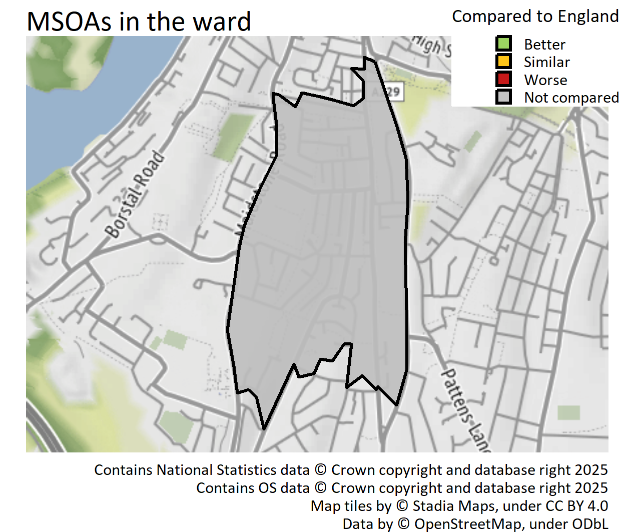 MSOAs in the ward
Compared to England
Better
Similar
Worse
Not compared
High S
29
Borstal Road
Pattens Lane
Contains National Statistics data © Crown copyright and database right 2025
Contains OS data © Crown copyright and database right 2025
Map tiles by © Stadia Maps, under CC BY 4.0
Data by © OpenStreetMap, under ODbL